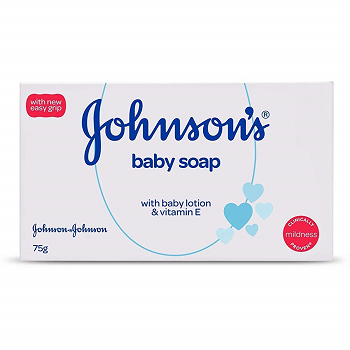 with new
easy grip
Johnson's®
baby soap
with baby lotion
& vitamin E
Johnson & Johnson
75g
CLINICALLY
mildness
PROVEN*